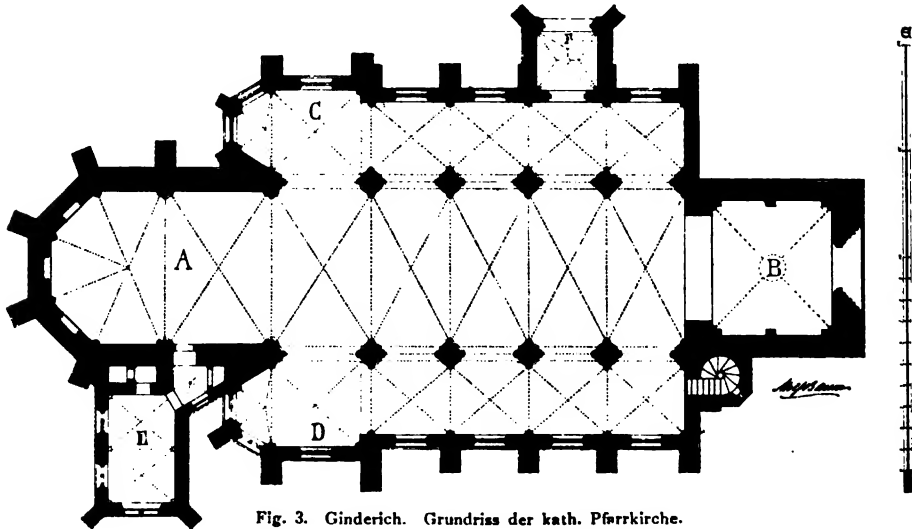 F
C
A
B
E
D
Fig. 3. Ginderich. Grundriss der kath. Pfarrkirche.